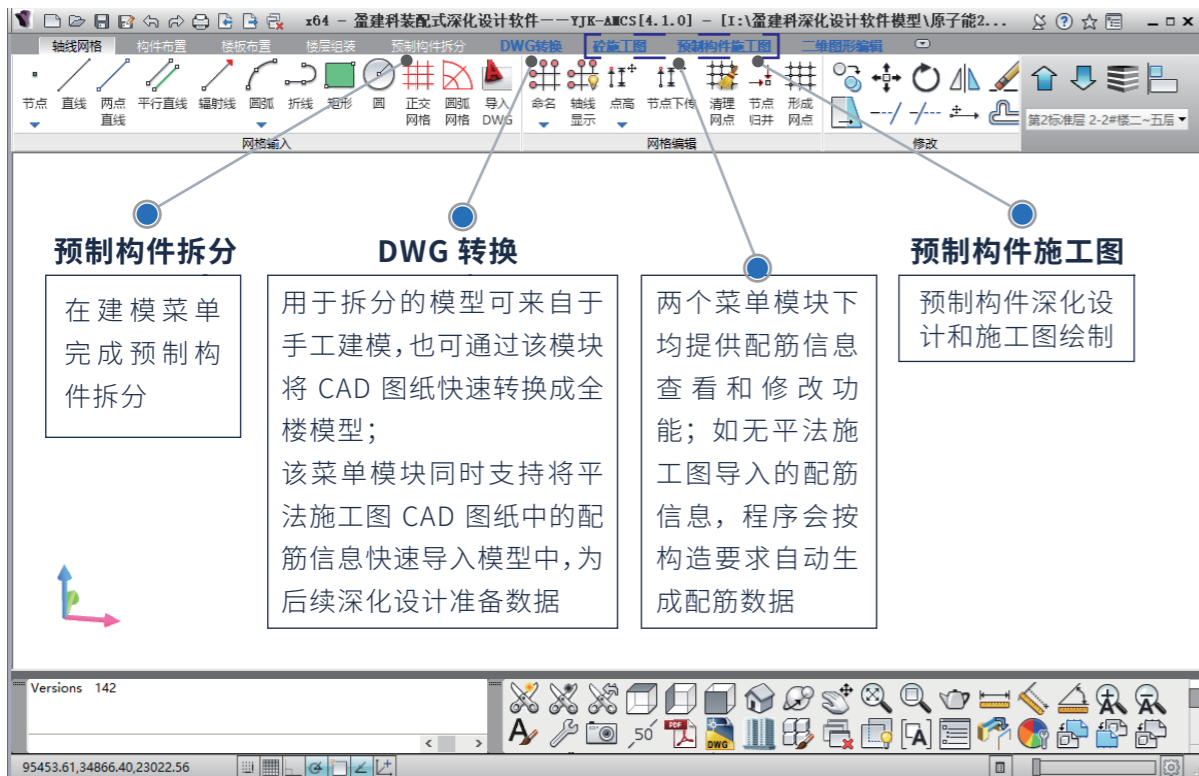 x64 - 盈建科装配式深化设计软件——YJK-AMCS[4.1.0] - [I:\盈建科深化设计软件模型\原子能2...
轴线网格 构件布置 楼板布置 楼层组装 预制构件拆分 DWG转换 砼施工图 预制构件施工图 二维图形编辑
节点 直线 两点直线 平行直线 辐射线 圆弧 折线 矩形 圆 正交网格 圆弧网格 导入DWG 命名 轴线显示 点高 节点下传 清理网点 节点归并 形成网点
第2标准层 2-2#楼二~五层
网格输入 网格编辑 修改
预制构件拆分
在建模菜单
完成预制构
件拆分
DWG 转换
用于拆分的模型可来自于
手工建模，也可通过该模块
将 CAD 图纸快速转换成全
楼模型；
该菜单模块同时支持将平
法施工图 CAD 图纸中的配
筋信息快速导入模型中，为
后续深化设计准备数据
两个菜单模块下
均提供配筋信息
查看和修改功
能；如无平法施
工图导入的配筋
信息，程序会按
构造要求自动生
成配筋数据
预制构件施工图
预制构件深化设
计和施工图绘制
Versions 142
50
PDF
DWG
95453.61,34866.40,23022.56